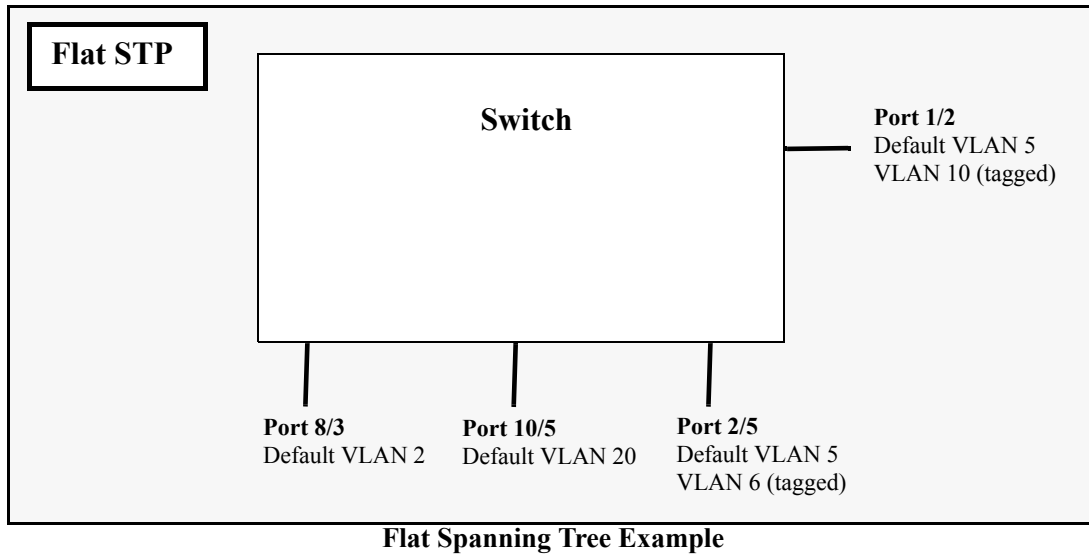 Flat STP
Switch
Port 1/2
Default VLAN 5
VLAN 10 (tagged)
Port 8/3
Default VLAN 2
Port 10/5
Default VLAN 20
Port 2/5
Default VLAN 5
VLAN 6 (tagged)
Flat Spanning Tree Example